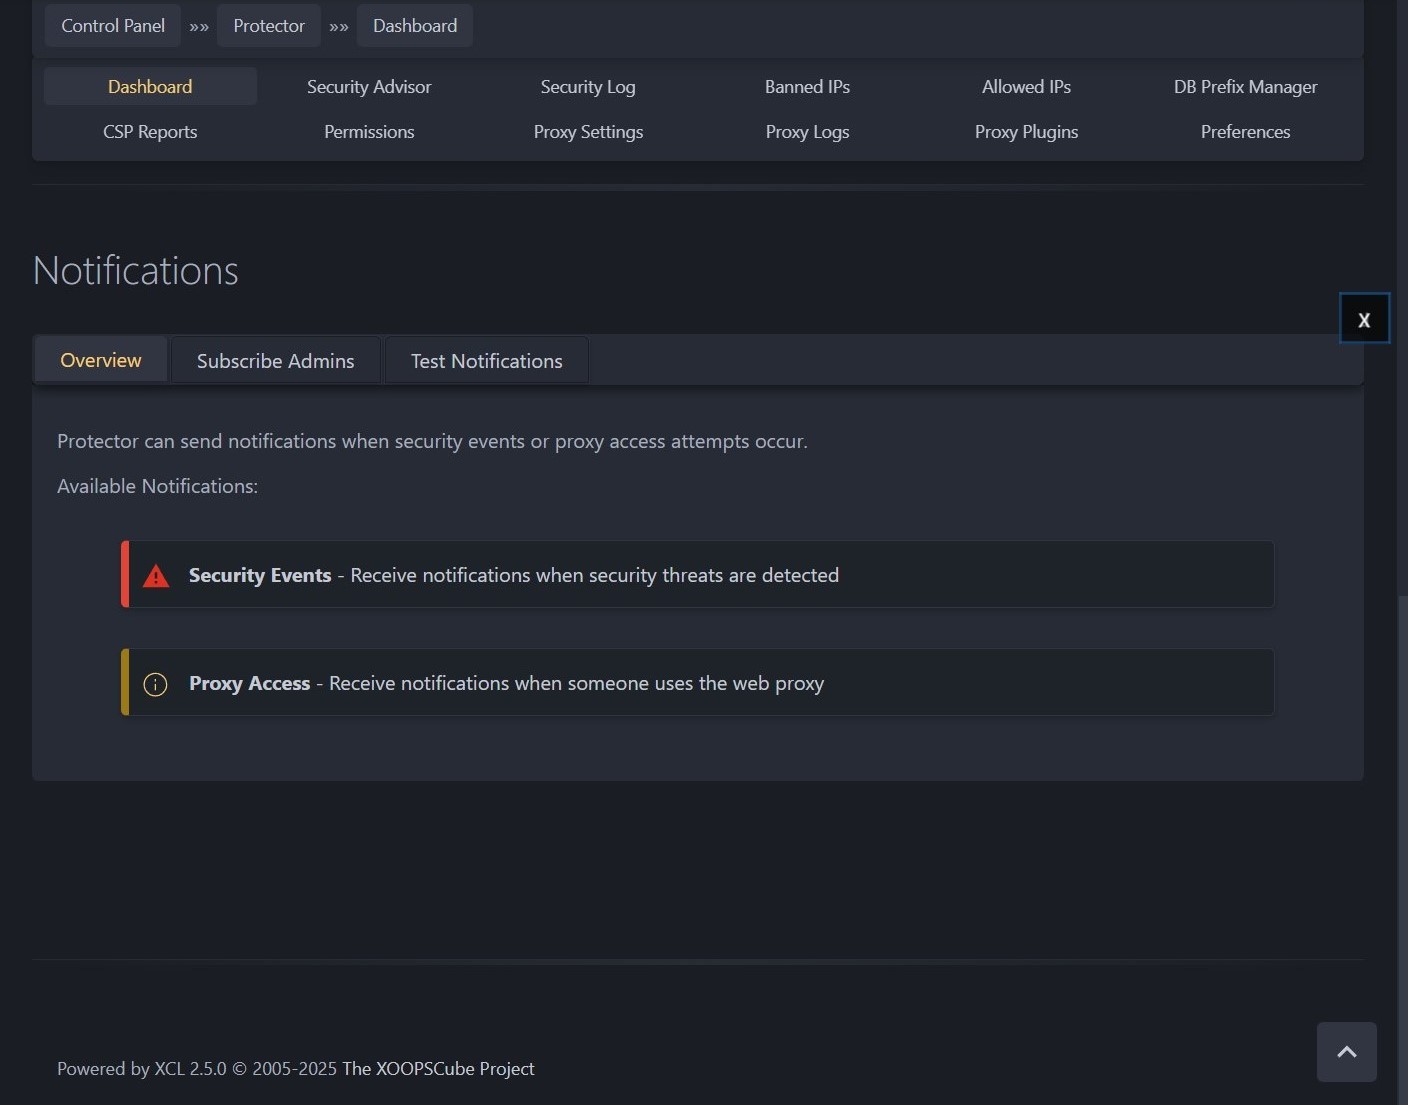 Control Panel »» Protector »» Dashboard
Dashboard Security Advisor Security Log Banned IPs Allowed IPs DB Prefix Manager
CSP Reports Permissions Proxy Settings Proxy Logs Proxy Plugins Preferences
Notifications
X
Overview Subscribe Admins Test Notifications
Protector can send notifications when security events or proxy access attempts occur.
Available Notifications:
Security Events - Receive notifications when security threats are detected
Proxy Access - Receive notifications when someone uses the web proxy
Powered by XCL 2.5.0 © 2005-2025 The XOOPSCube Project